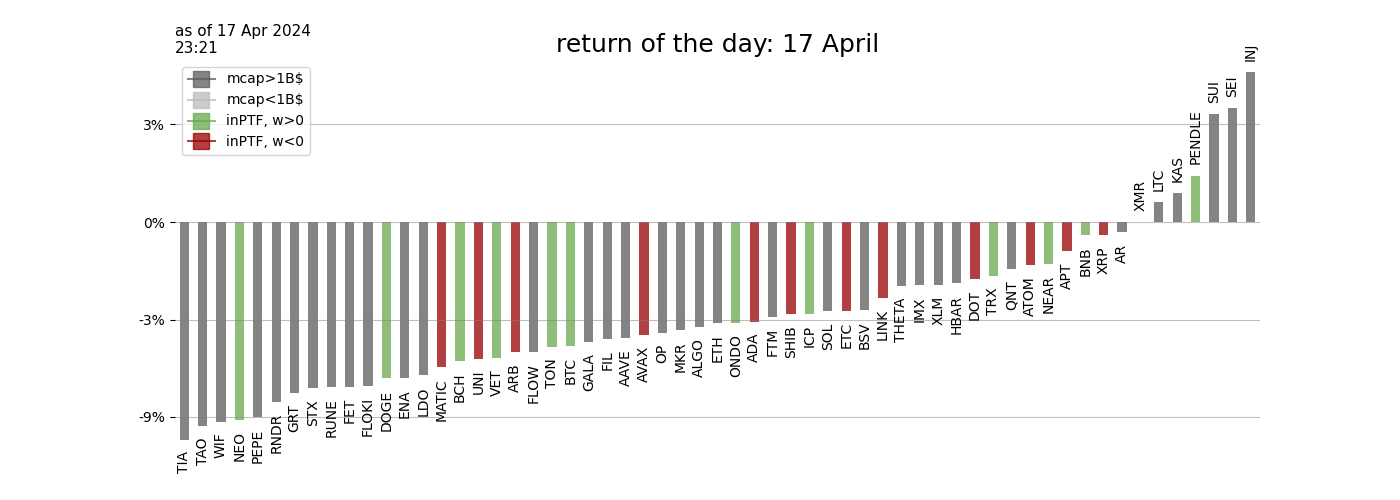 as of 17 Apr 2024
23:21
return of the day: 17 April
mcap>1B$
mcap<1B$
inPTF, w>0
inPTF, w<0
3%
0%
-3%
-9%
TIA
TAO
WIF
NEO
PEPE
RNDR
GRT
STX
RUNE
FET
FLOKI
DOGE
ENA
LDO
MATIC
BCH
UNI
VET
ARB
FLOW
TON
BTC
GALA
FIL
AAVE
AVAX
OP
MKR
ALGO
ETH
ONDO
ADA
FTM
SHIB
ICP
SOL
ETC
BSV
LINK
THETA
IMX
XLM
HBAR
DOT
TRX
QNT
ATOM
NEAR
APT
BNB
XRP
AR
XMR
LTC
KAS
PENDLE
SUI
SEI
INJ